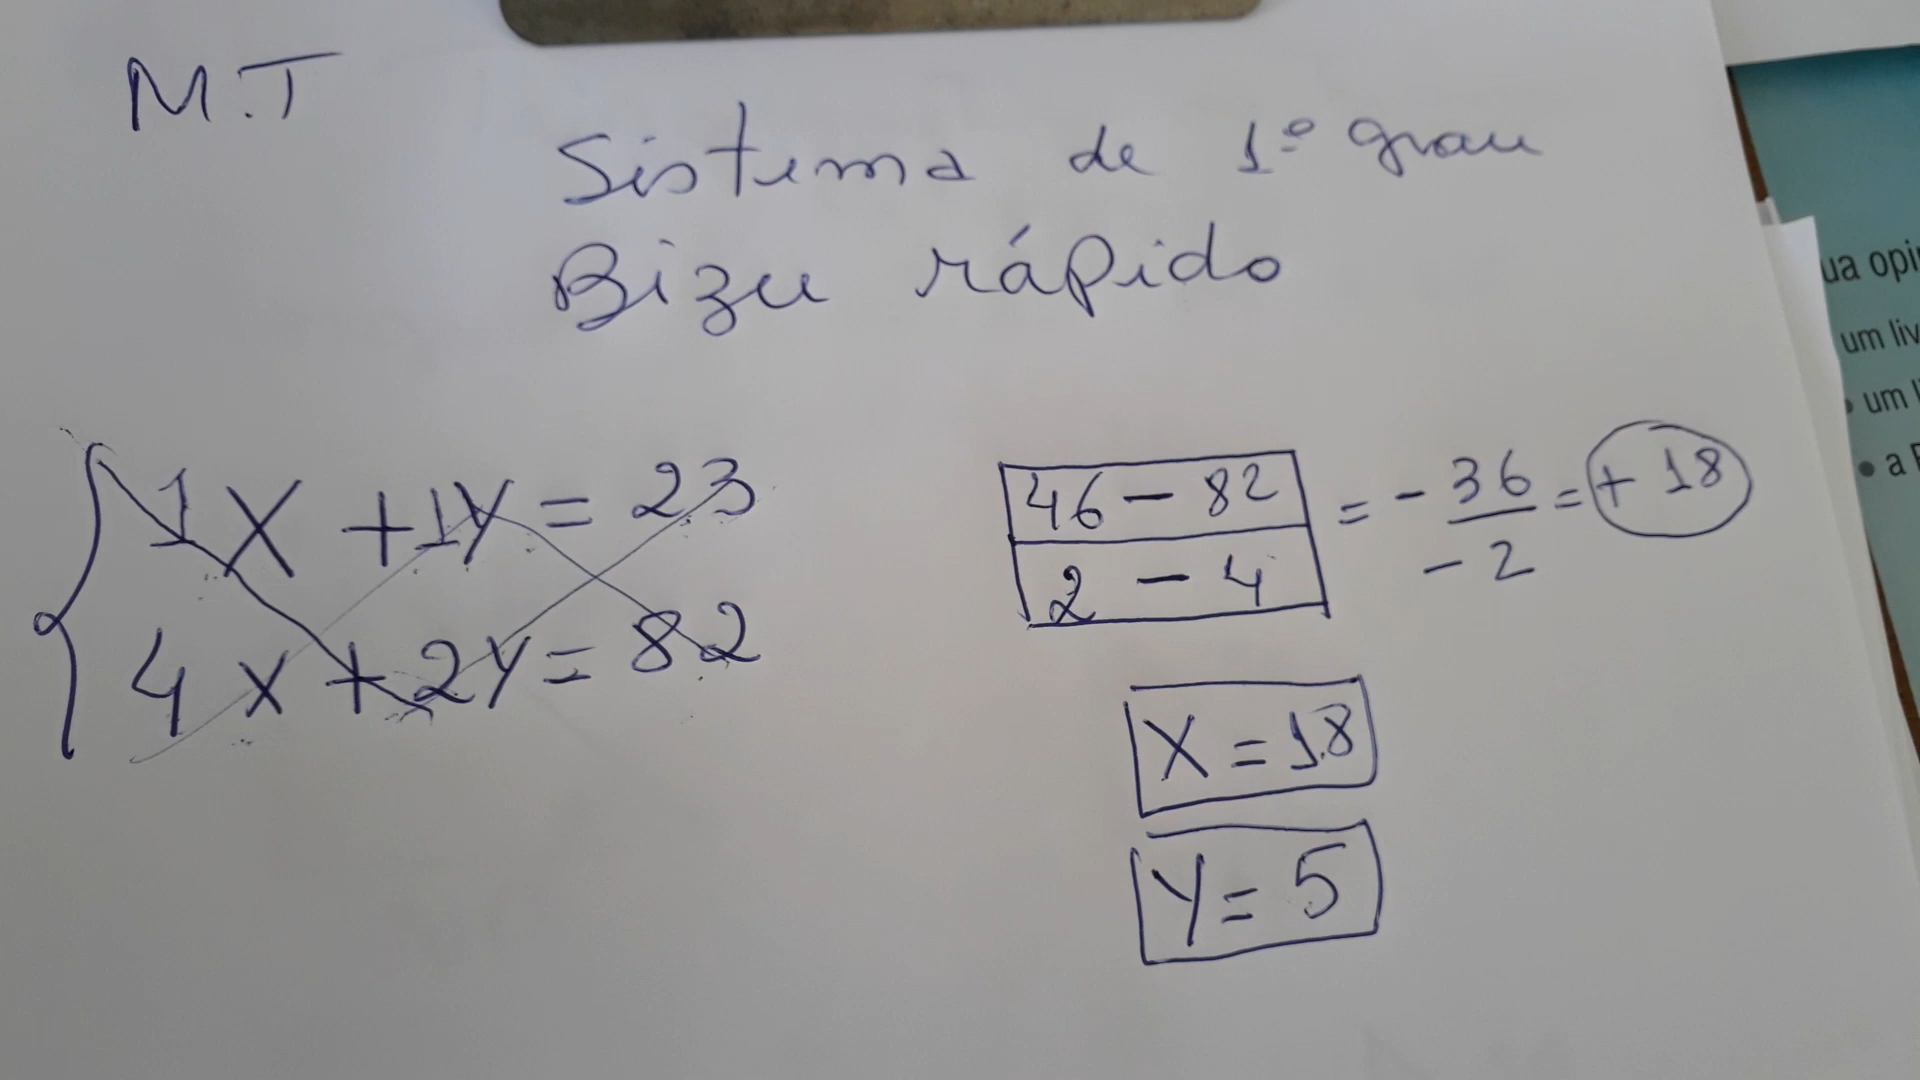 M.T
Sistema de 1º grau
Bizu rápido
1X + 1Y = 23
4X + 2Y = 82
46 - 82
2 - 4
= - 36 = + 18
- 2
X = 18
Y = 5
opi
um liv
um
a